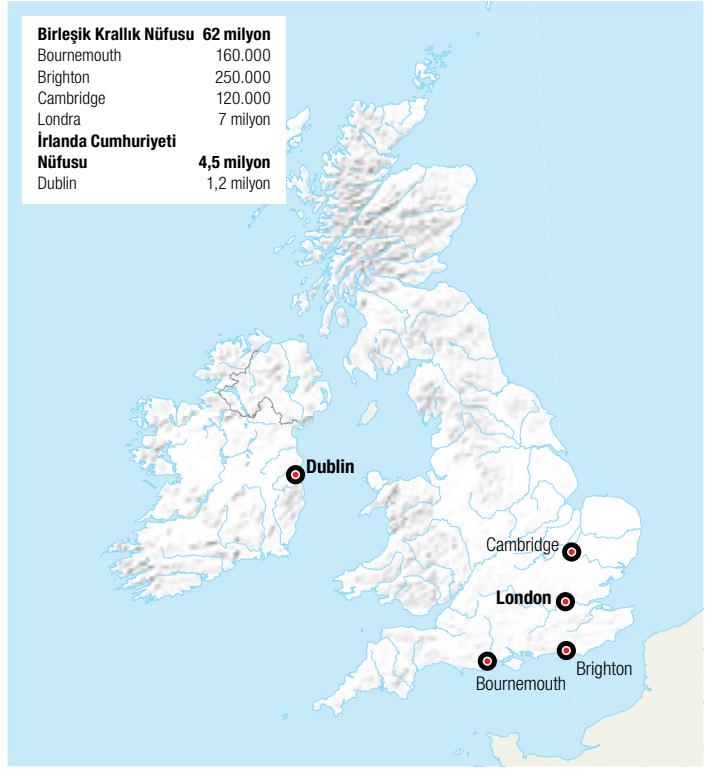 Birleşik Krallık Nüfusu 62 milyon
Bournemouth 160.000
Brighton 250.000
Cambridge 120.000
Londra 7 milyon
İrlanda Cumhuriyeti
Nüfusu 4,5 milyon
Dublin 1,2 milyon
Dublin
Cambridge
London
Brighton
Bournemouth